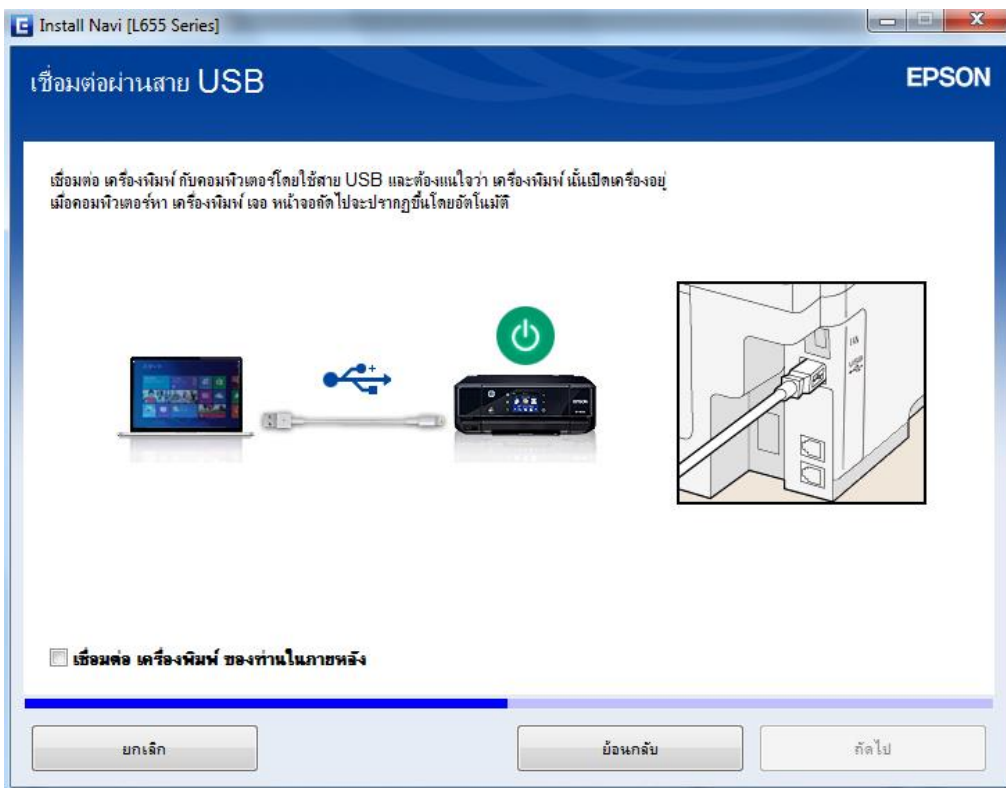 Install Navi [L655 Series]
เชื่อมต่อผ่านสาย USB
EPSON
เชื่อมต่อ เครื่องพิมพ์ กับคอมพิวเตอร์โดยใช้สาย USB และต้องแน่ใจว่า เครื่องพิมพ์ นั้นเปิดเครื่องอยู่
เมื่อคอมพิวเตอร์หา เครื่องพิมพ์ เจอ หน้าจอถัดไปจะปรากฏขึ้นโดยอัตโนมัติ
เชื่อมต่อ เครื่องพิมพ์ ของท่านในภายหลัง
ยกเลิก
ย้อนกลับ
ถัดไป